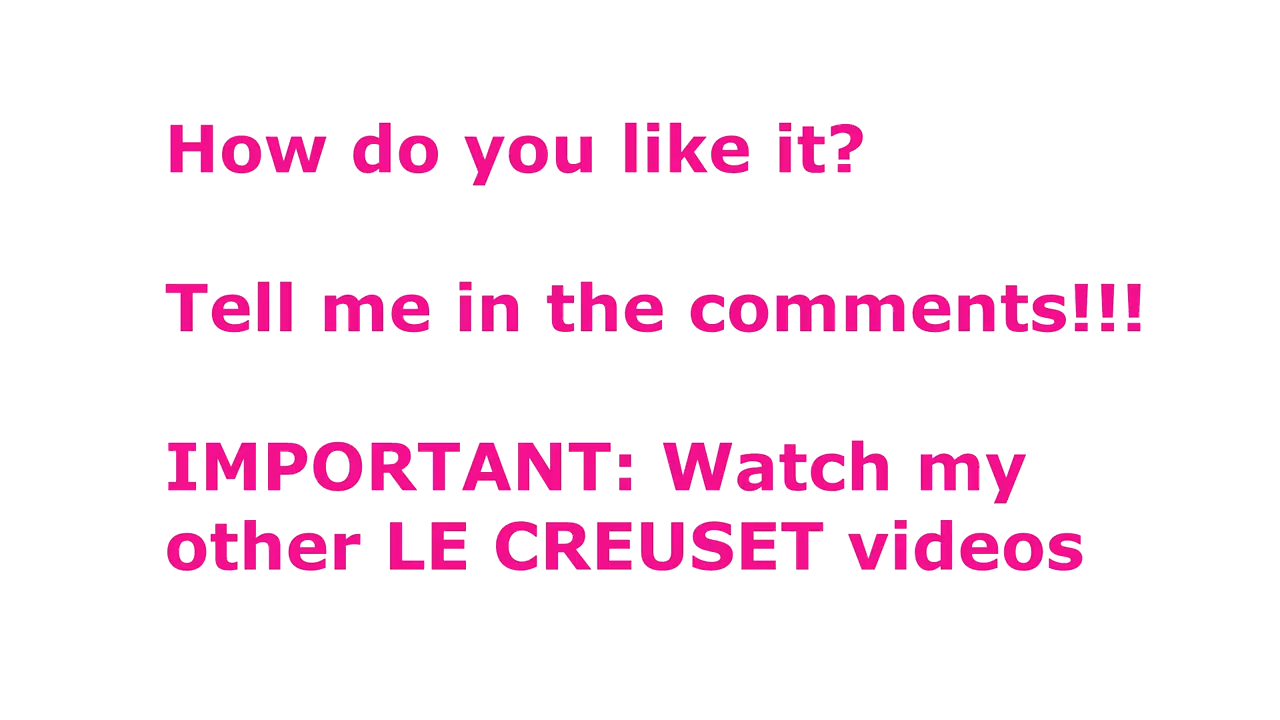 How do you like it?
Tell me in the comments!!!
IMPORTANT: Watch my
other LE CREUSET videos